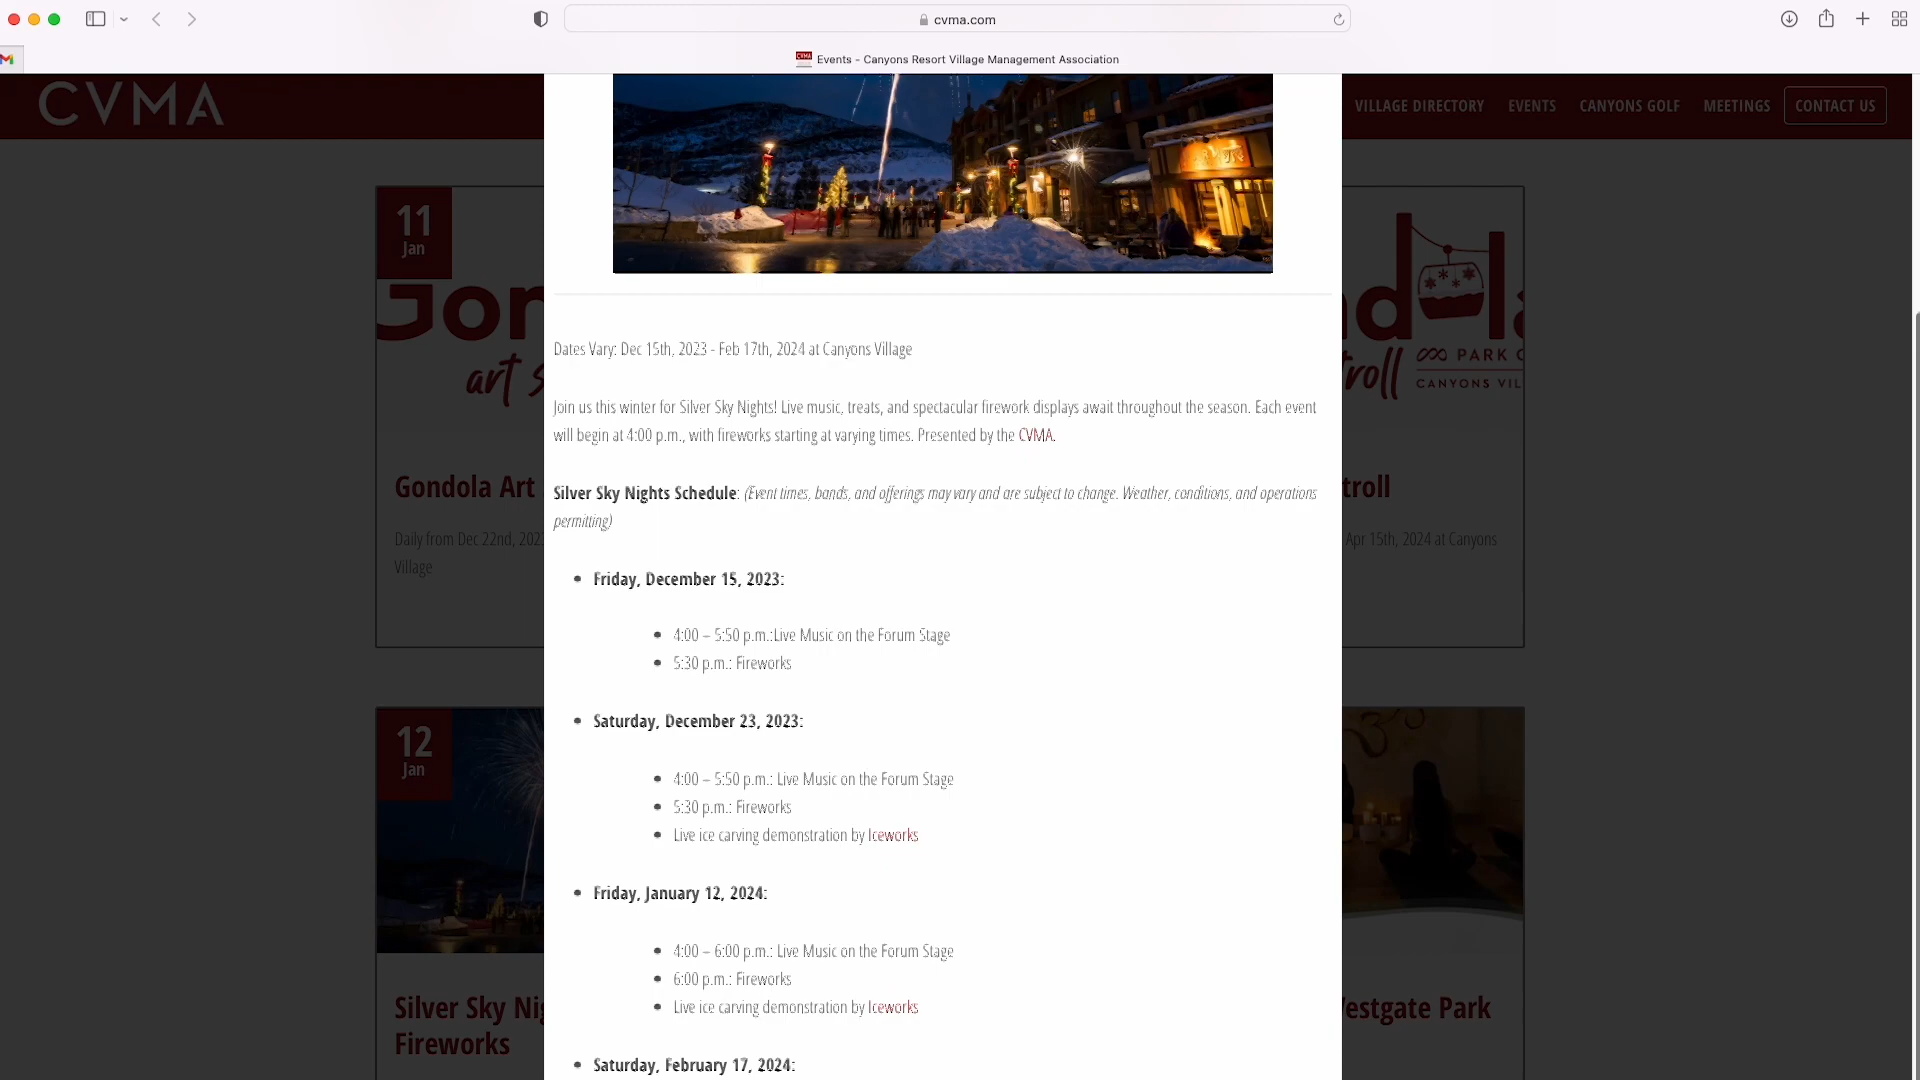 cvma.com
Events - Canyons Resort Village Management Association
CVMA
VILLAGE DIRECTORY EVENTS CANYONS GOLF MEETINGS CONTACT US
11
Jan
Gon
art s
d la
troll
PARK C
CANYONS VIL
Gondola Art
troll
Daily from Dec 22nd, 202
Village
Apr 15th, 2024 at Canyons
Dates Vary: Dec 15th, 2023 - Feb 17th, 2024 at Canyons Village
Join us this winter for Silver Sky Nights! Live music, treats, and spectacular firework displays await throughout the season. Each event
will begin at 4:00 p.m., with fireworks starting at varying times. Presented by the CVMA.
Silver Sky Nights Schedule: (Event times, bands, and offerings may vary and are subject to change. Weather, conditions, and operations
permitting)
Friday, December 15, 2023:
4:00 – 5:50 p.m.:Live Music on the Forum Stage
5:30 p.m.: Fireworks
Saturday, December 23, 2023:
4:00 – 5:50 p.m.: Live Music on the Forum Stage
5:30 p.m.: Fireworks
Live ice carving demonstration by Iceworks
Friday, January 12, 2024:
4:00 – 6:00 p.m.: Live Music on the Forum Stage
6:00 p.m.: Fireworks
Live ice carving demonstration by Iceworks
Saturday, February 17, 2024:
12
Jan
Silver Sky Nig
Fireworks
Westgate Park